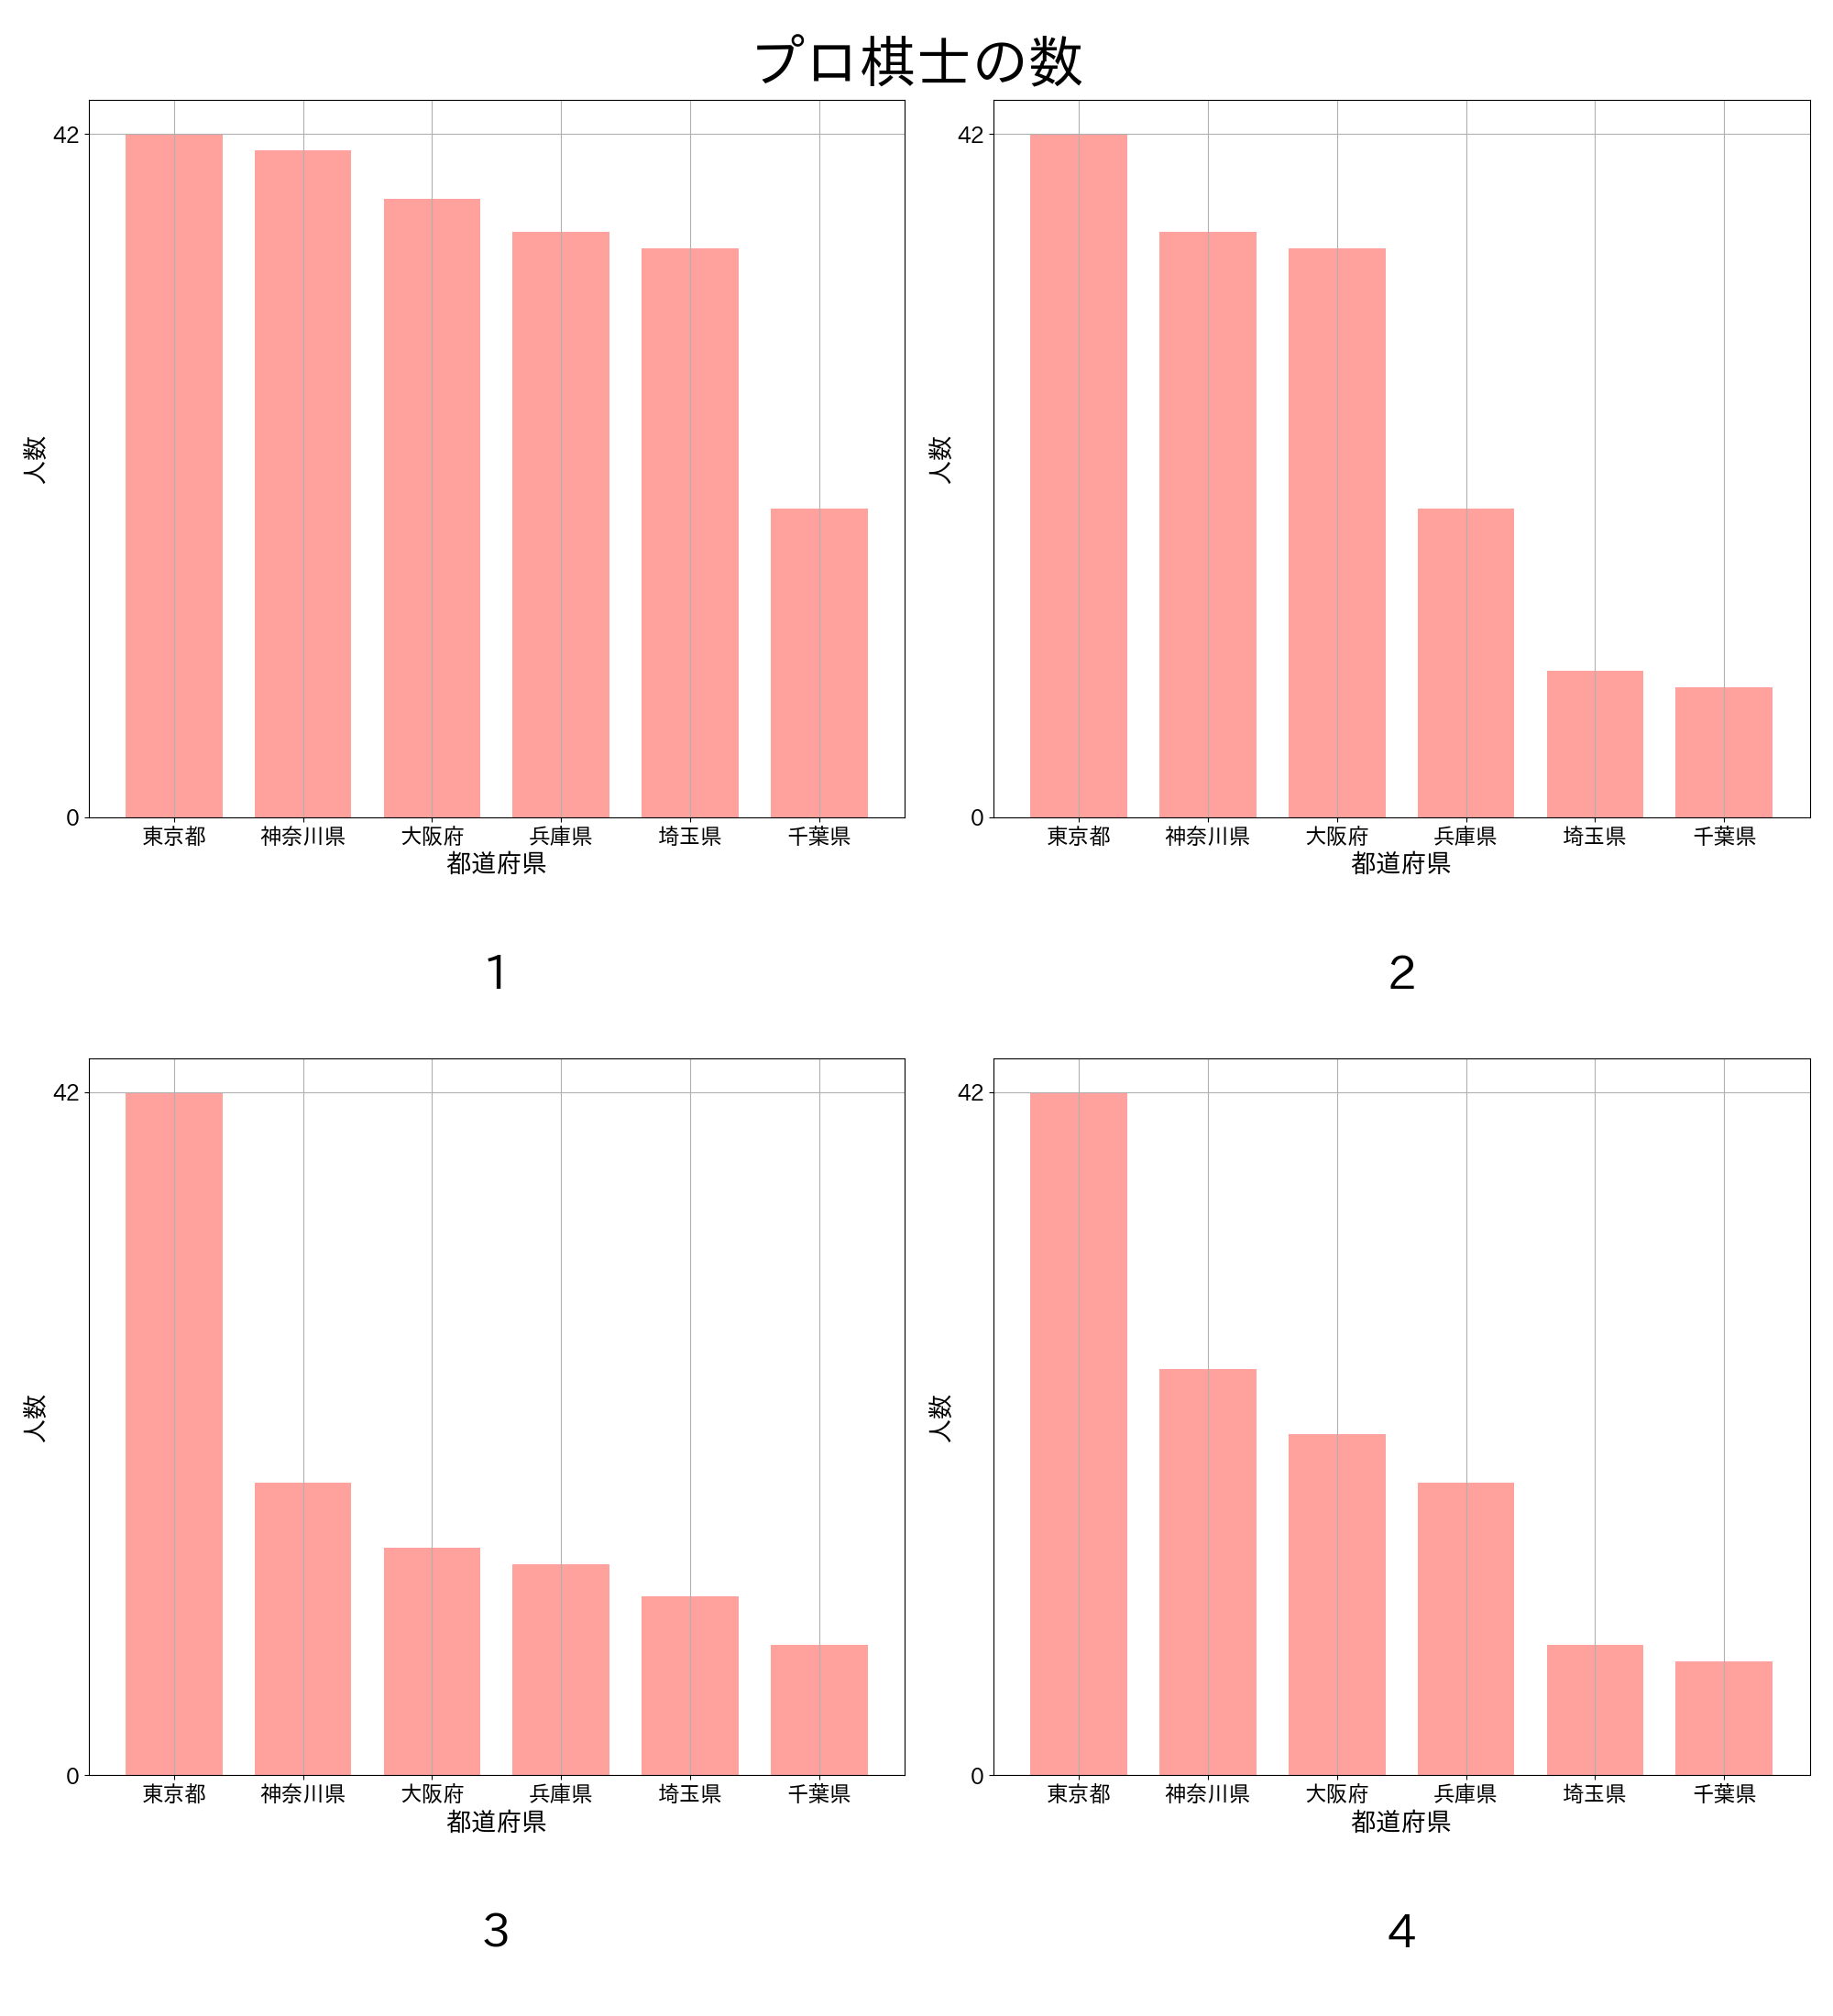 プロ棋士の数
42
0
人数
東京都 神奈川県 大阪府 兵庫県 埼玉県 千葉県
都道府県
1
42
0
人数
東京都 神奈川県 大阪府 兵庫県 埼玉県 千葉県
都道府県
2
42
0
人数
東京都 神奈川県 大阪府 兵庫県 埼玉県 千葉県
都道府県
3
42
0
人数
東京都 神奈川県 大阪府 兵庫県 埼玉県 千葉県
都道府県
4